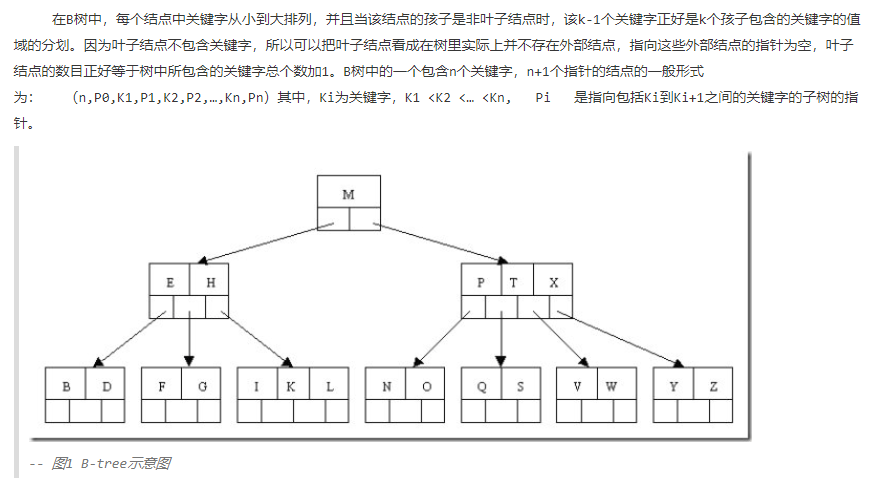 在B树中，每个结点中关键字从小到大排列，并且当该结点的孩子是非叶子结点时，该k-1个关键字正好是k个孩子包含的关键字的值
域的分划。因为叶子结点不包含关键字，所以可以把叶子结点看成在树里实际上并不存在外部结点，指向这些外部结点的指针为空，叶子
结点的数目正好等于树中所包含的关键字总个数加1。B树中的一个包含n个关键字，n+1个指针的结点的一般形式
为： （n,P0,K1,P1,K2,P2,…,Kn,Pn）其中，Ki为关键字，K1 <K2 <… <Kn, Pi 是指向包括Ki到Ki+1之间的关键字的子树的指
针。
M
E H
P T X
B D
F G
I K L
N O
Q S
V W
Y Z
-- 图1 B-tree示意图